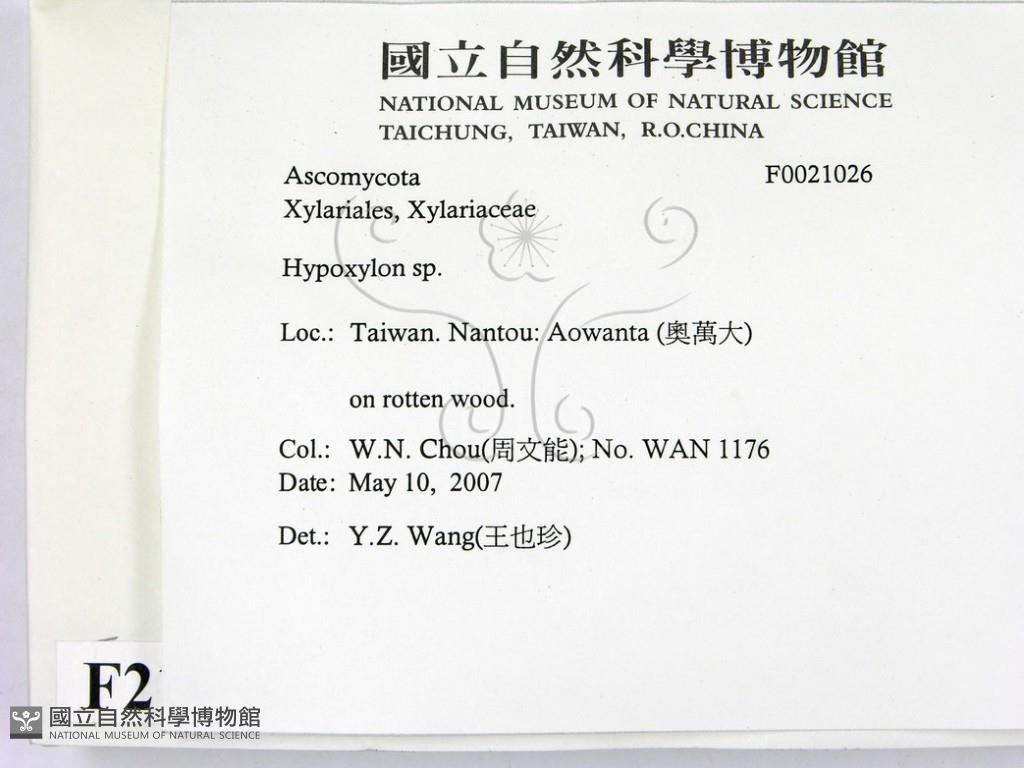 國立自然科學博物館
NATIONAL MUSEUM OF NATURAL SCIENCE
TAICHUNG, TAIWAN, R.O.CHINA
Ascomycota F0021026
Xylariales, Xylariaceae
Hypoxylon sp.
Loc.: Taiwan. Nantou: Aowanta (奧萬大)
on rotten wood.
Col.: W.N. Chou(周文能); No. WAN 1176
Date: May 10, 2007
Det.: Y.Z. Wang(王也珍)
F2
國立自然科學博物館
NATIONAL MUSEUM OF NATURAL SCIENCE